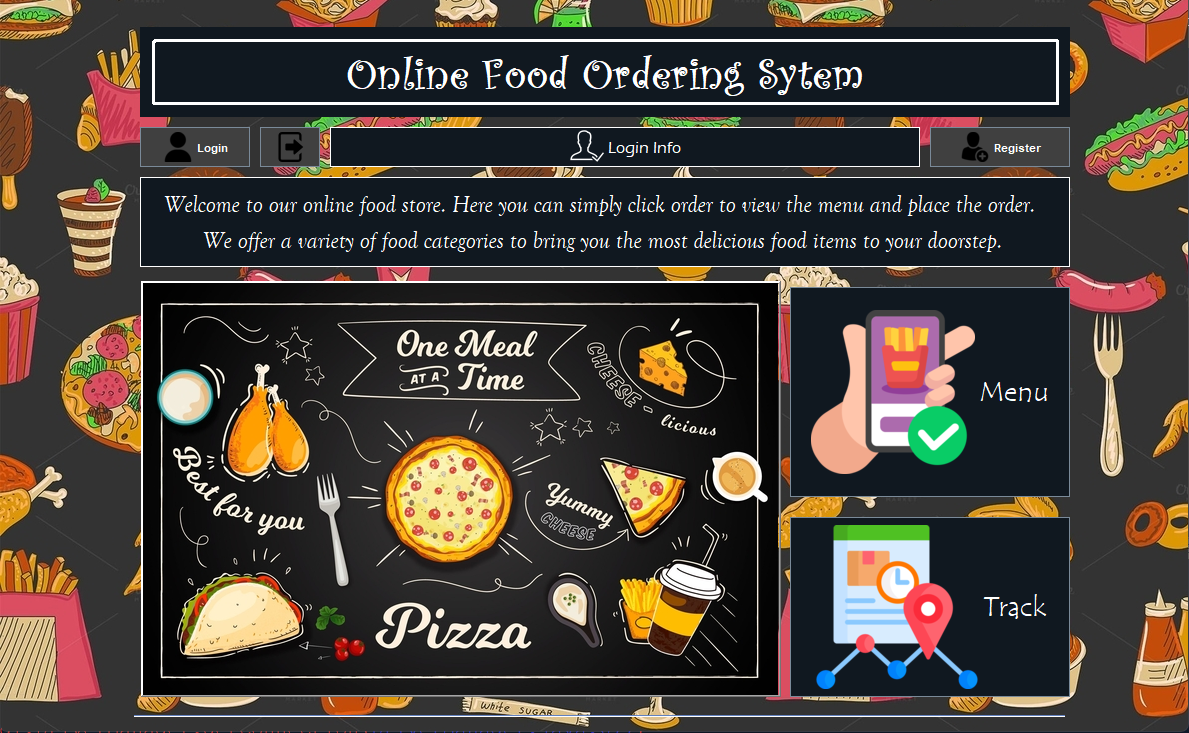 Online Food Ordering Sytem
Login
Login Info
Register
Welcome to our online food store. Here you can simply click order to view the menu and place the order.
We offer a variety of food categories to bring you the most delicious food items to your doorstep.
One Meal
AT A Time
CHEESE -
licious
Best for you
Yummy
CHEESE
Pizza
Menu
Track
White SUGAR